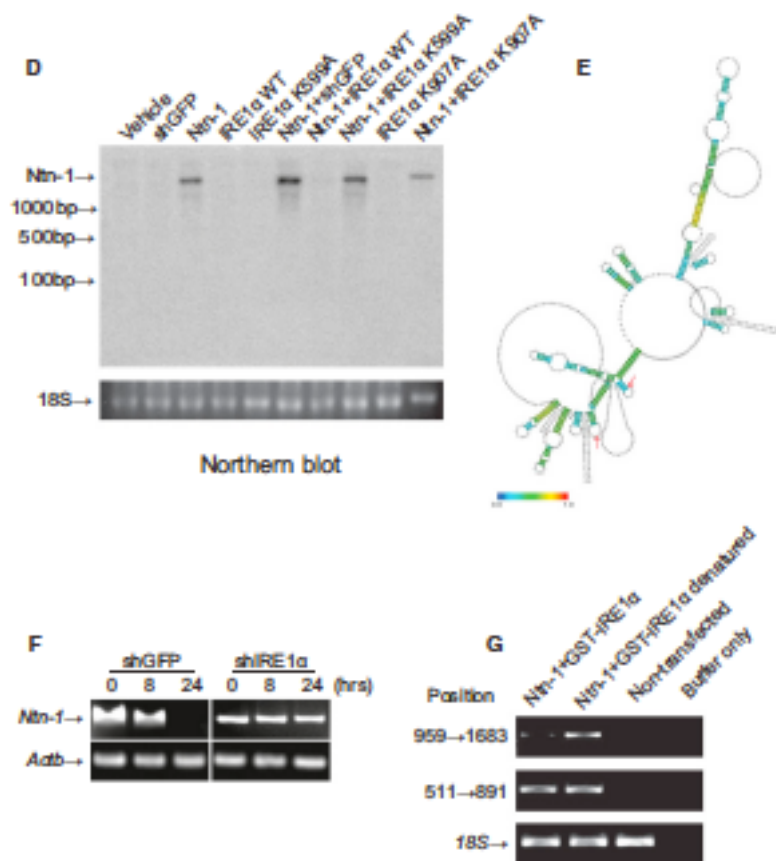 D
Vehicle
shGFP
Ntn-1
IRE1α WT
IRE1α K599A
Ntn-1+shGFP
Ntn-1+IRE1α WT
Ntn-1+IRE1α K599A
IRE1α K907A
Ntn-1+IRE1α K907A
E
Ntn-1→
1000bp→
500bp→
100bp→
18S→
Northern blot
F
shGFP shIRE1α
0 8 24 0 8 24 (hrs)
Ntn-1→
Actb→
G
Position
Ntn-1+GST-IRE1α
Ntn-1+GST-IRE1α denatured
Non-transfected
Buffer only
959→1683
511→891
18S→